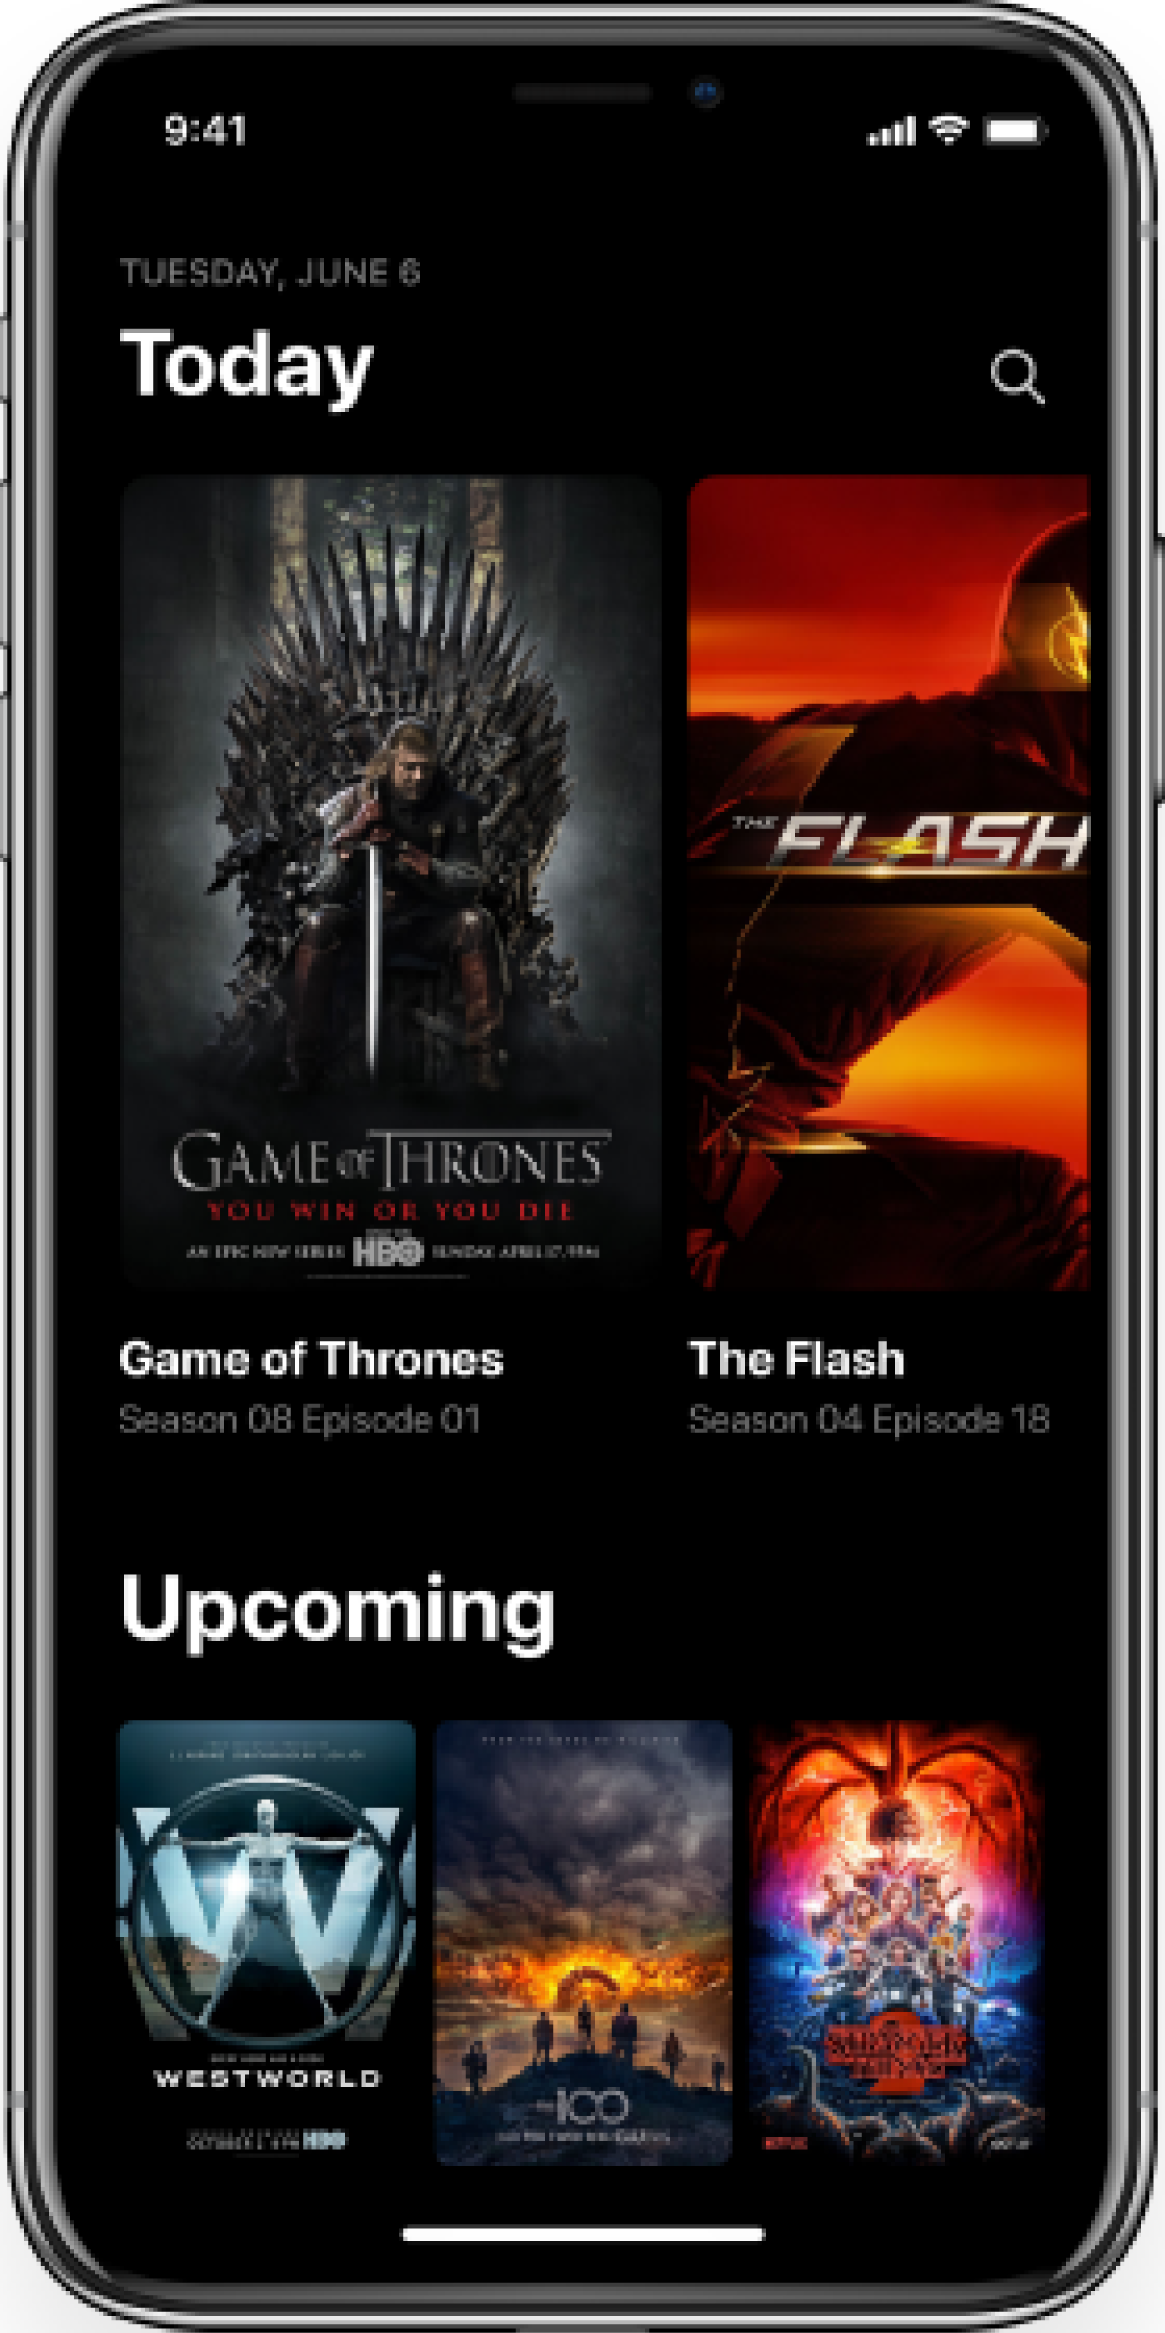 9:41
TUESDAY, JUNE 6
Today
THE FLASH
GAME OF THRONES
YOU WIN OR YOU DIE
AN EPIC NEW SERIES HBO SUNDAY, APRIL 17, 9PM
Game of Thrones
The Flash
Season 08 Episode 01
Season 04 Episode 18
Upcoming
WESTWORLD
HBO
THE 100
STRANGER THINGS 2
NETFLIX